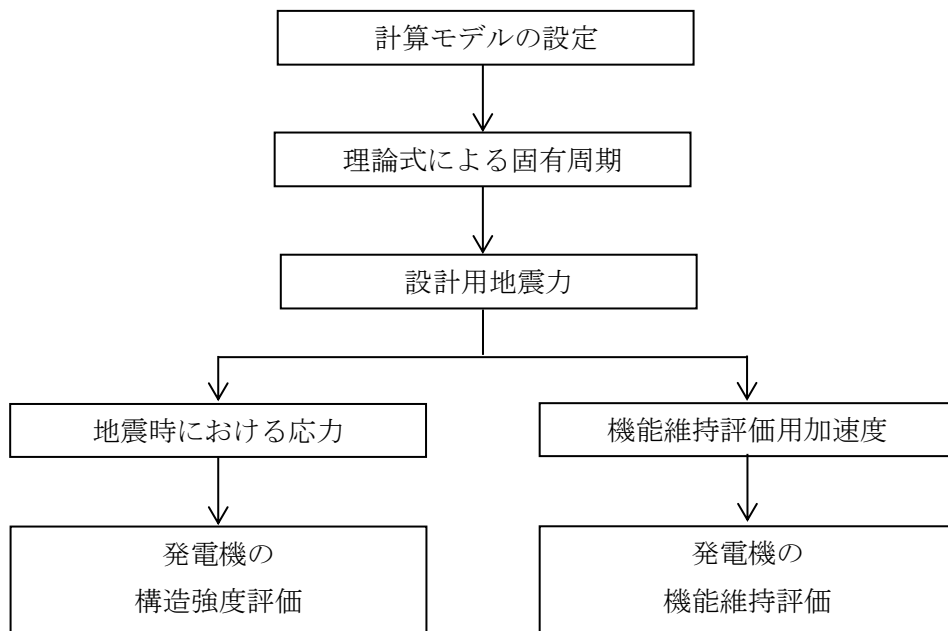 計算モデルの設定
理論式による固有周期
設計用地震力
地震時における応力
機能維持評価用加速度
発電機の
構造強度評価
発電機の
機能維持評価